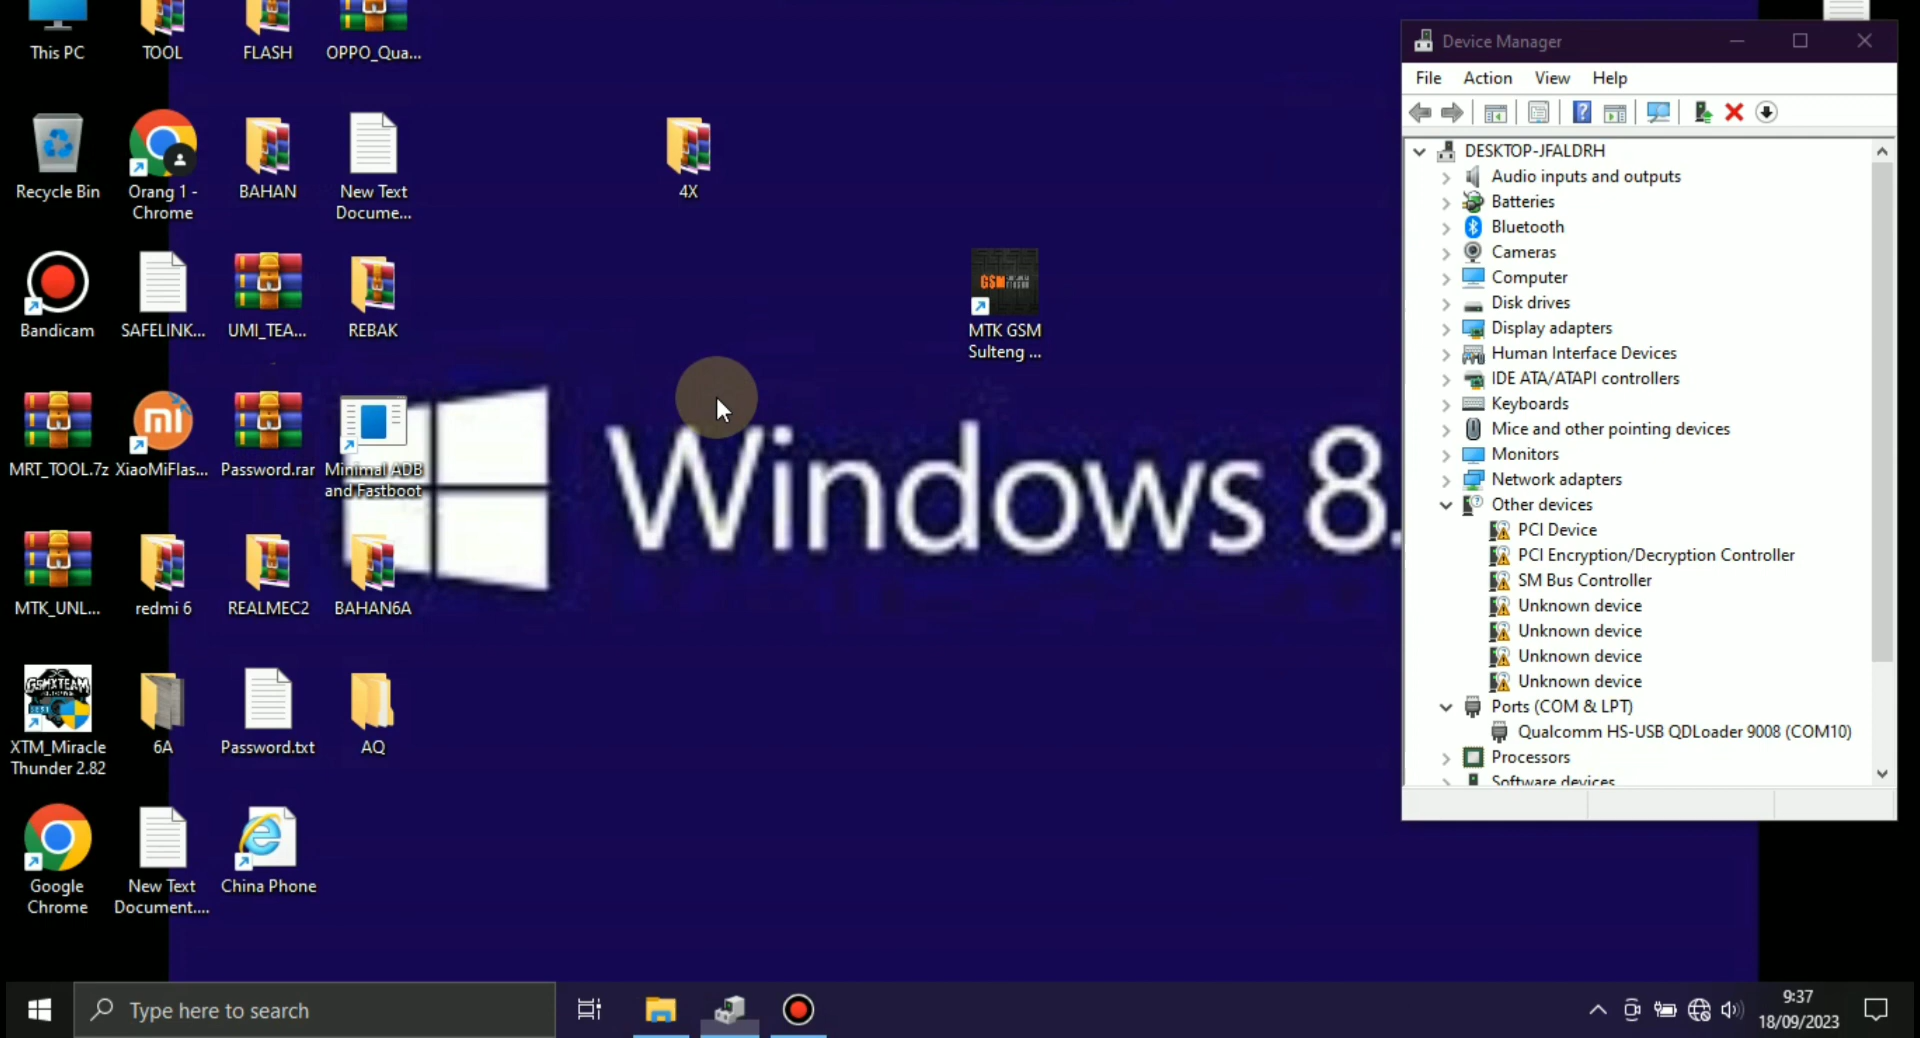 This PC
TOOL
FLASH
OPPO_Qua...
Recycle Bin
Orang 1 -
Chrome
BAHAN
New Text
Docume...
4X
Bandicam
SAFELINK...
UMI_TEA...
REBAK
GSM
MTK GSM
Sulteng ...
MRT_TOOL.7z
XiaoMiFlas...
Password.rar
Minimal ADB
and Fastboot
Windows 8.
MTK_UNL...
redmi 6
REALMEC2
BAHAN6A
GSMXTEAM
XTM_Miracle
Thunder 2.82
6A
Password.txt
AQ
Google
Chrome
New Text
Document....
China Phone
Device Manager
File Action View Help
DESKTOP-JFALDRH
Audio inputs and outputs
Batteries
Bluetooth
Cameras
Computer
Disk drives
Display adapters
Human Interface Devices
IDE ATA/ATAPI controllers
Keyboards
Mice and other pointing devices
Monitors
Network adapters
Other devices
PCI Device
PCI Encryption/Decryption Controller
SM Bus Controller
Unknown device
Unknown device
Unknown device
Unknown device
Ports (COM & LPT)
Qualcomm HS-USB QDLoader 9008 (COM10)
Processors
Software devices
Type here to search
9:37
18/09/2023